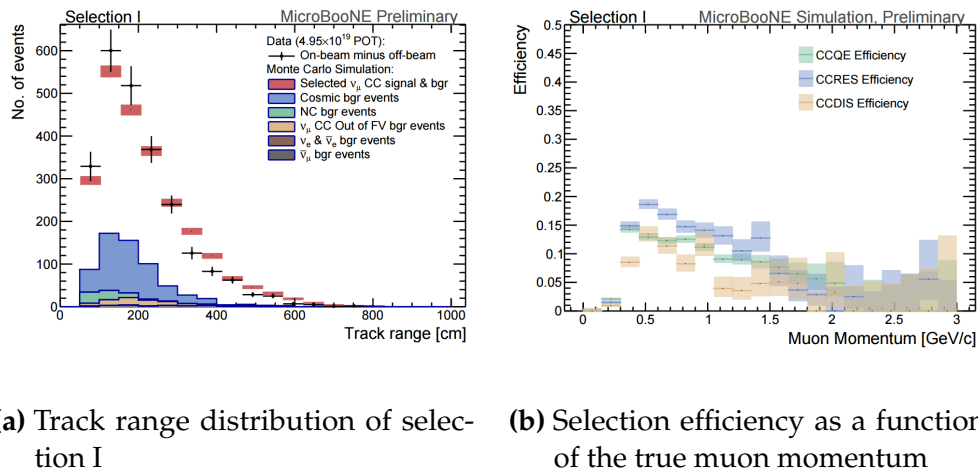 Selection I MicroBooNE Preliminary
Data (4.95×10¹⁹ POT):
On-beam minus off-beam
Monte Carlo Simulation:
Selected νμ CC signal & bgr
Cosmic bgr events
NC bgr events
νμ CC Out of FV bgr events
νe & ν̄e bgr events
ν̄μ bgr events
No. of events
600
500
400
300
200
100
0
0 200 400 600 800 1000
Track range [cm]
Selection I MicroBooNE Simulation, Preliminary
CCQE Efficiency
CCRES Efficiency
CCDIS Efficiency
Efficiency
0.5
0.45
0.4
0.35
0.3
0.25
0.2
0.15
0.1
0.05
0
0 0.5 1 1.5 2 2.5 3
Muon Momentum [GeV/c]
a) Track range distribution of selec-
tion I
(b) Selection efficiency as a function
of the true muon momentum